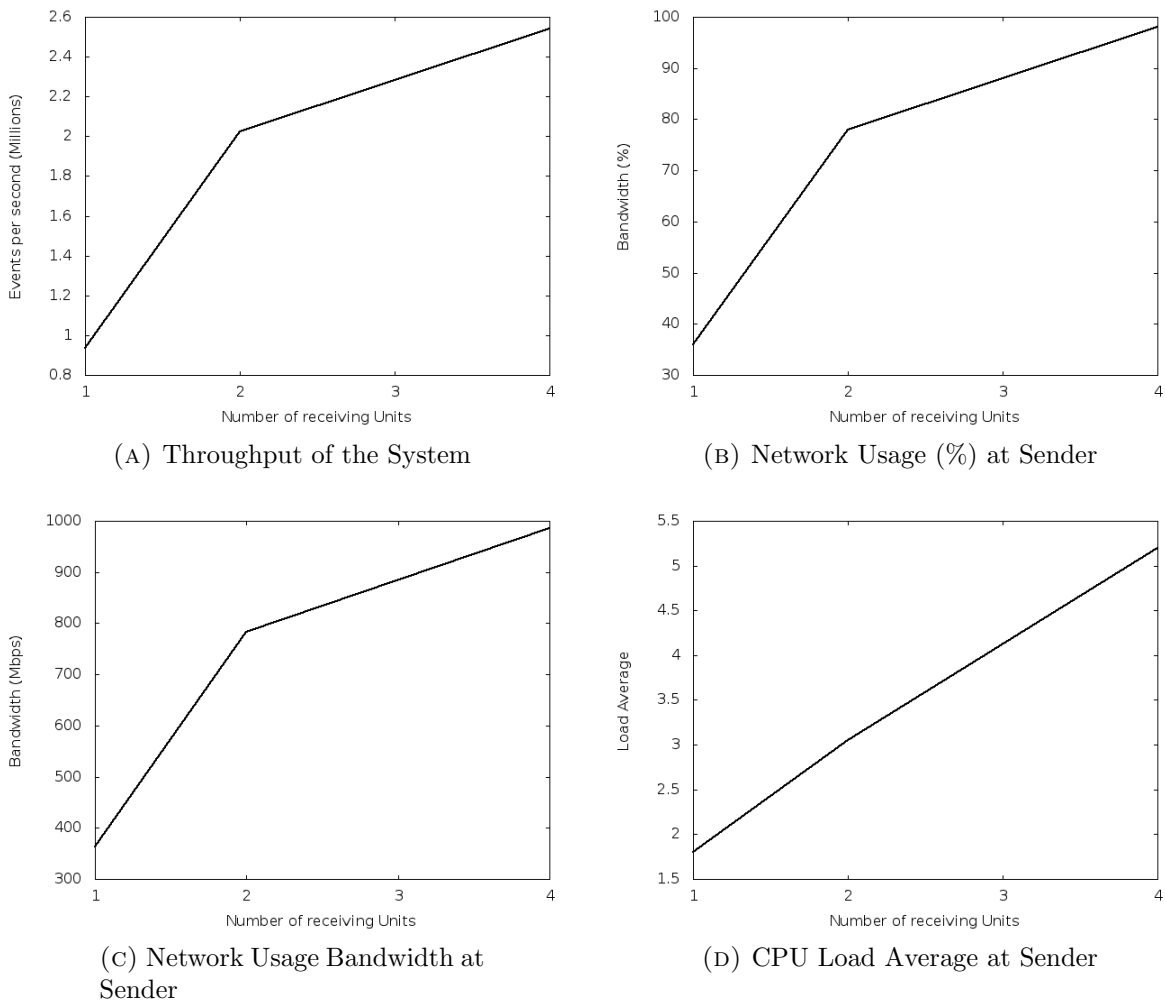 2.6
2.4
2.2
2
1.8
1.6
1.4
1.2
1
0.8
Events per second (Millions)
1 2 3 4
Number of receiving Units
(A) Throughput of the System
100
90
80
70
60
50
40
30
Bandwidth (%)
1 2 3 4
Number of receiving Units
(B) Network Usage (%) at Sender
1000
900
800
700
600
500
400
300
Bandwidth (Mbps)
1 2 3 4
Number of receiving Units
(C) Network Usage Bandwidth at
Sender
5.5
5
4.5
4
3.5
3
2.5
2
1.5
Load Average
1 2 3 4
Number of receiving Units
(D) CPU Load Average at Sender